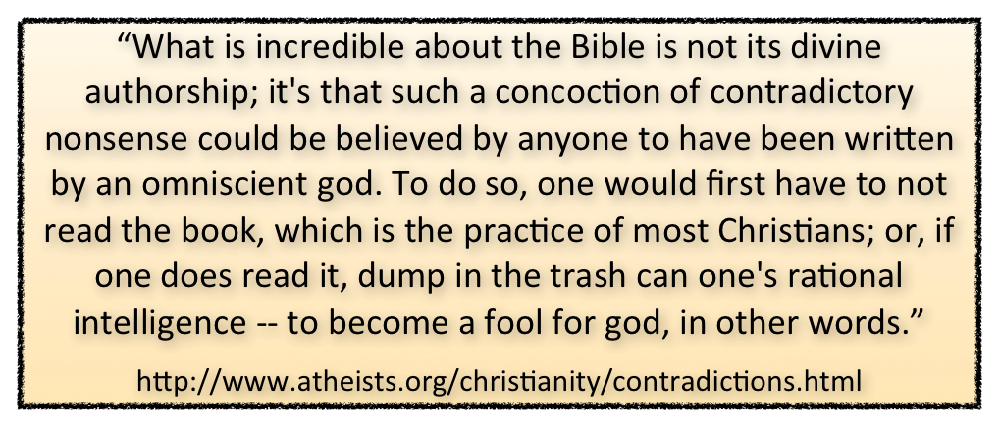 “What is incredible about the Bible is not its divine
authorship; it's that such a concoction of contradictory
nonsense could be believed by anyone to have been written
by an omniscient god. To do so, one would first have to not
read the book, which is the practice of most Christians; or, if
one does read it, dump in the trash can one's rational
intelligence -- to become a fool for god, in other words.”
http://www.atheists.org/christianity/contradictions.html